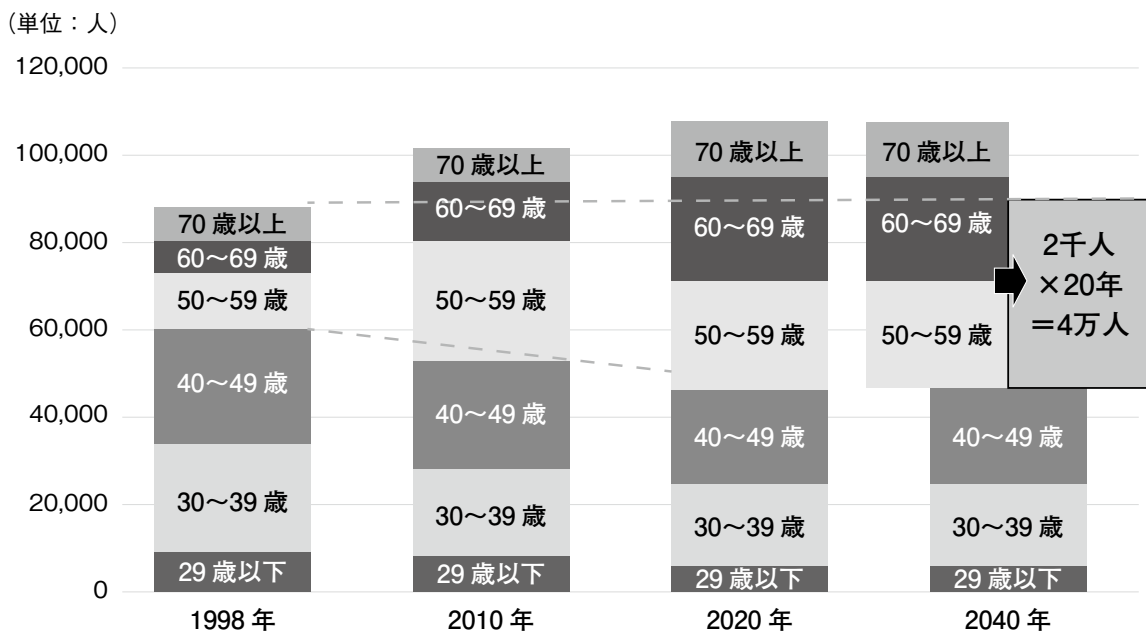 （単位：人）
120,000
100,000
80,000
60,000
40,000
20,000
0
70 歳以上
60～69 歳
50～59 歳
40～49 歳
30～39 歳
29 歳以下
1998 年
70 歳以上
60～69 歳
50～59 歳
40～49 歳
30～39 歳
29 歳以下
2010 年
70 歳以上
60～69 歳
50～59 歳
40～49 歳
30～39 歳
29 歳以下
2020 年
70 歳以上
60～69 歳
50～59 歳
40～49 歳
30～39 歳
29 歳以下
2040 年
2千人
×20年
＝4万人